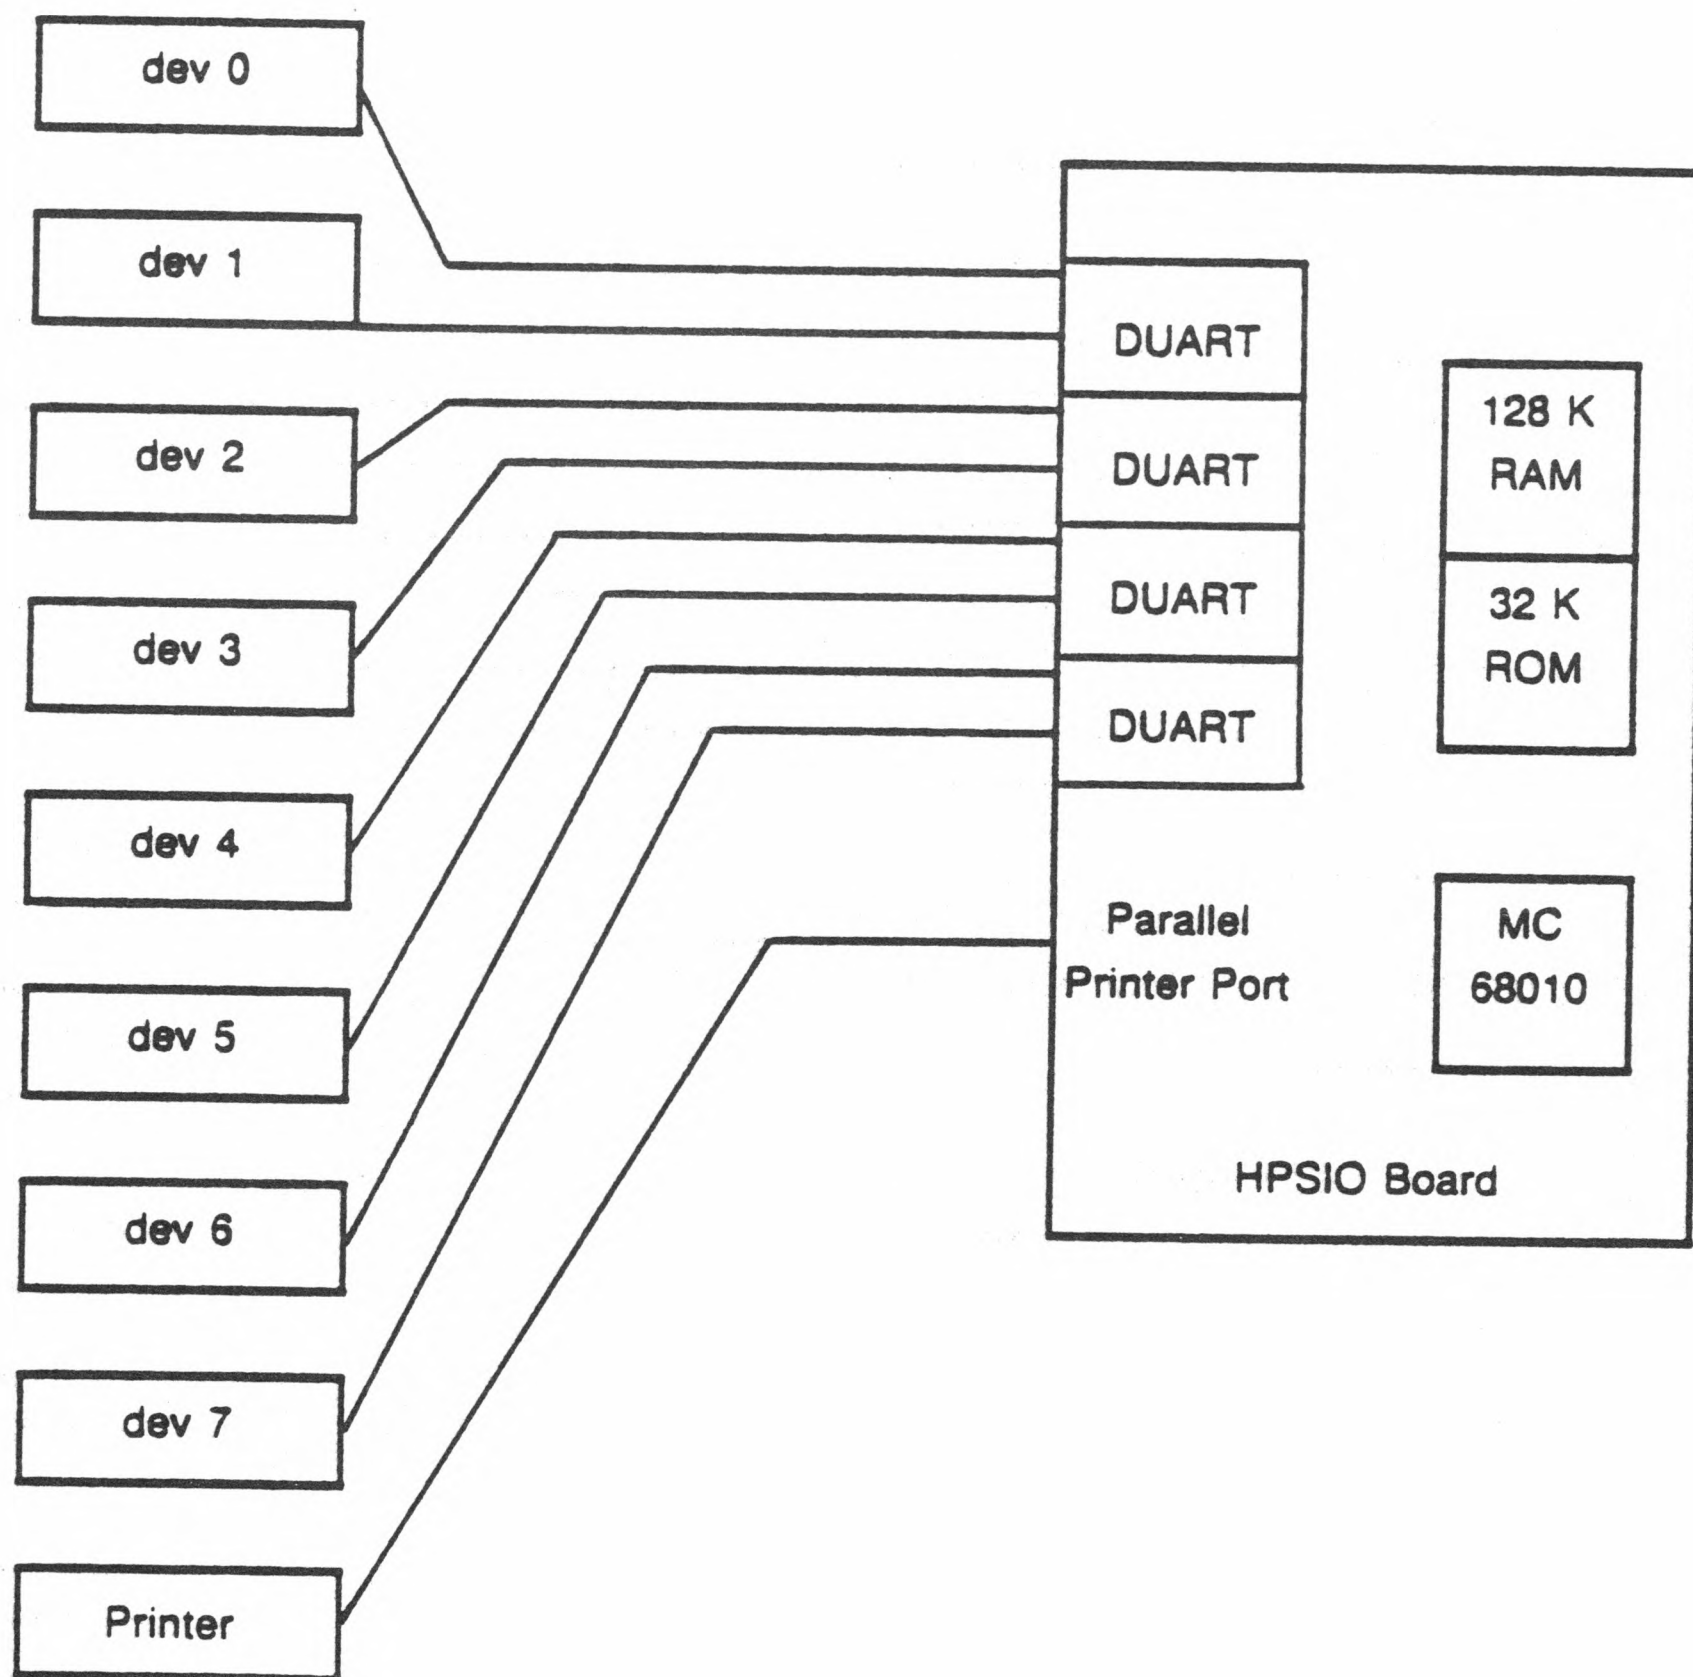 dev 0
dev 1
dev 2
dev 3
dev 4
dev 5
dev 6
dev 7
Printer
DUART
DUART
DUART
DUART
Parallel
Printer Port
128 K
RAM
32 K
ROM
MC
68010
HPSIO Board